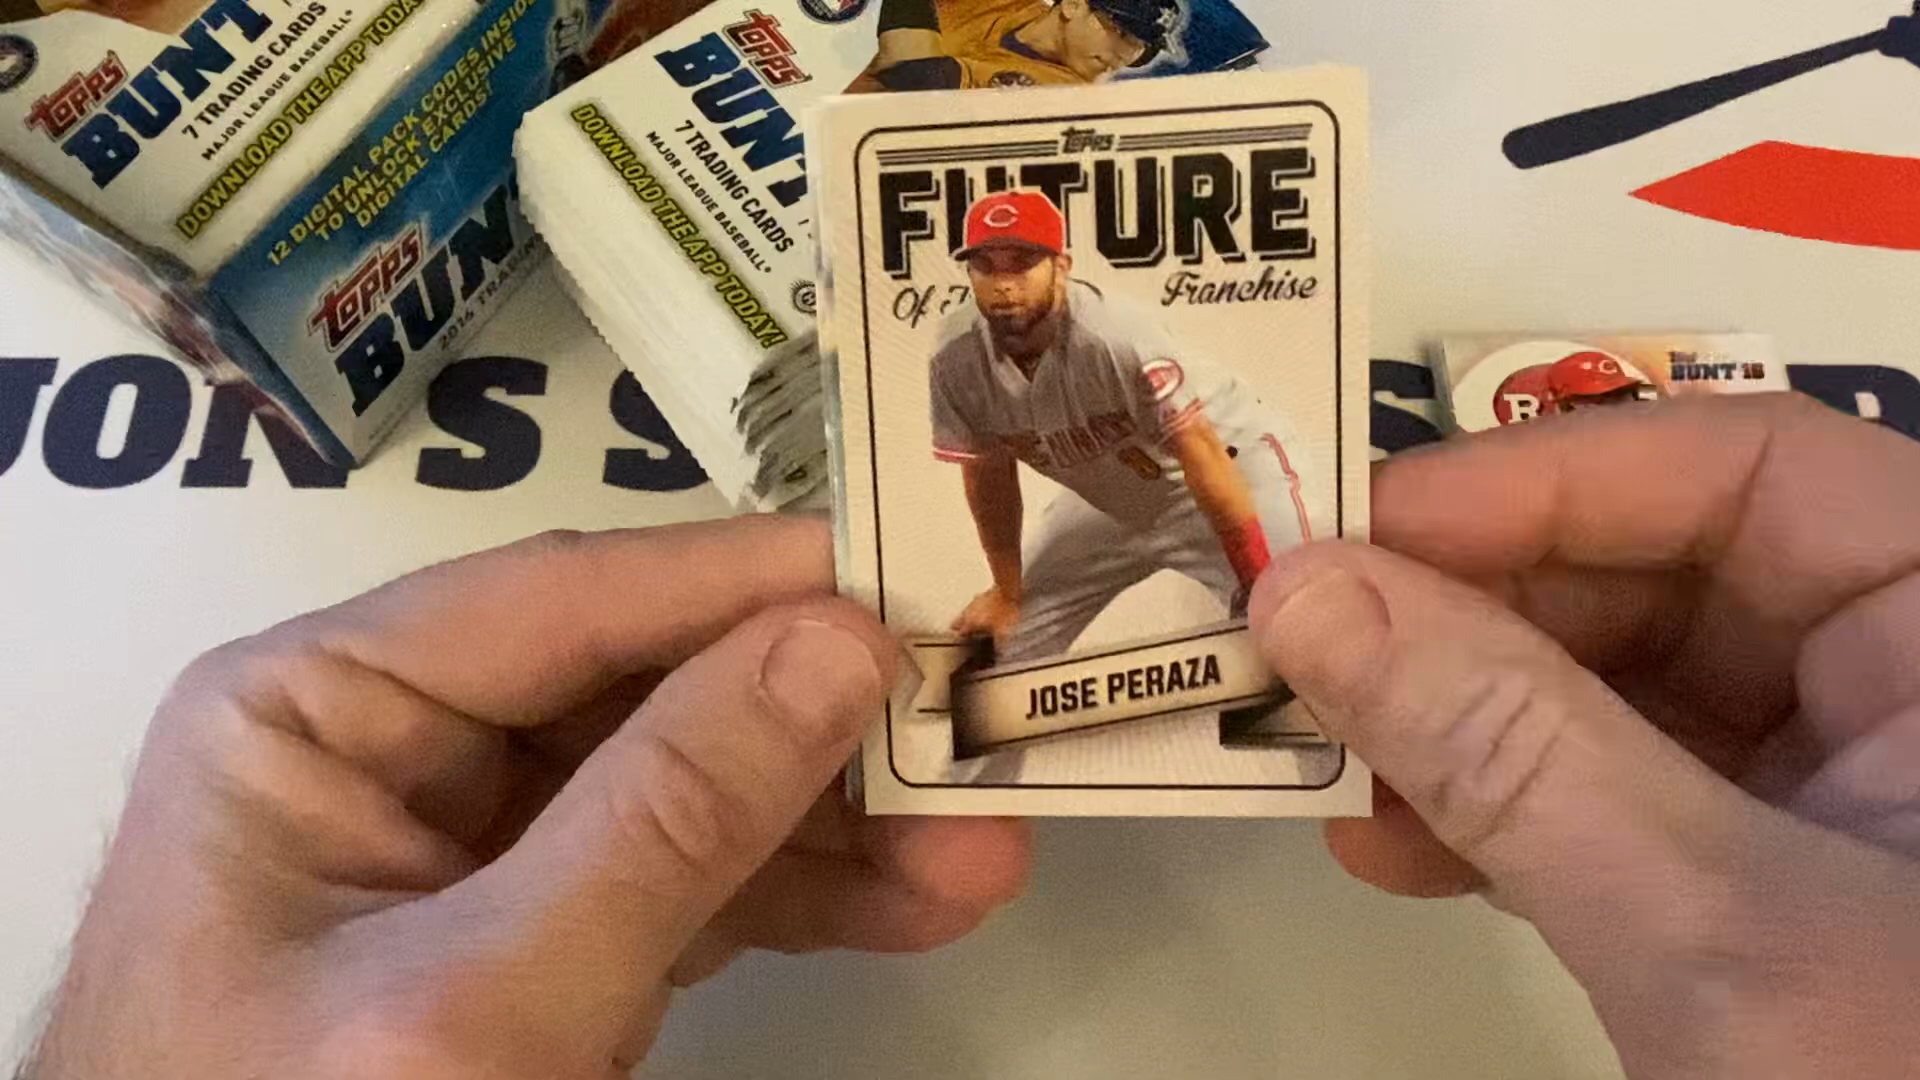 TOPPS
BUNT
7 TRADING CARDS
MAJOR LEAGUE BASEBALL®
DOWNLOAD THE APP TODAY
12 DIGITAL PACK CODES INSIDE
TO UNLOCK EXCLUSIVE
DIGITAL CARDS!
TOPPS
BUNT
2016
TOPPS
BUNT
7 TRADING CARDS
MAJOR LEAGUE BASEBALL®
DOWNLOAD THE APP TODAY!
TOPPS
FUTURE
Of
Franchise
JOSE PERAZA
BUNT 16
JON'S